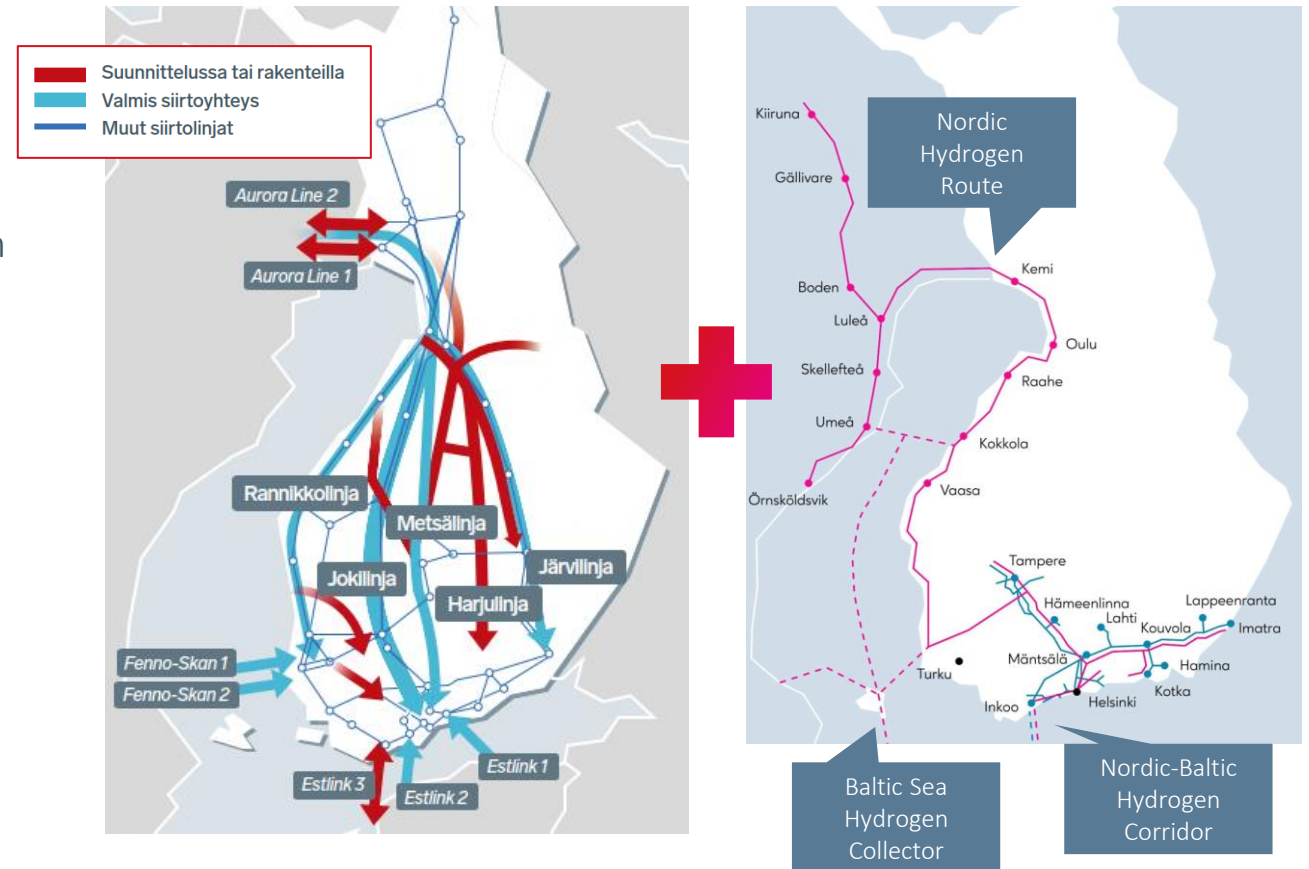 Suunnittelussa tai rakenteilla
Valmis siirtoyhteys
Muut siirtolinjat
n
Aurora Line 2
Aurora Line 1
Rannikkolinja
Metsälinja
Jokilinja
Järvilinja
Harjulinja
Fenno-Skan 1
Fenno-Skan 2
Estlink 3
Estlink 2
Estlink 1
Kiiruna
Gällivare
Boden
Luleå
Skellefteå
Umeå
Örnsköldsvik
Nordic
Hydrogen
Route
Kemi
Oulu
Raahe
Kokkola
Vaasa
Tampere
Hämeenlinna
Lahti
Kouvola
Lappeenranta
Imatra
Mäntsälä
Hamina
Kotka
Turku
Inkoo
Helsinki
Baltic Sea
Hydrogen
Collector
Nordic-Baltic
Hydrogen
Corridor